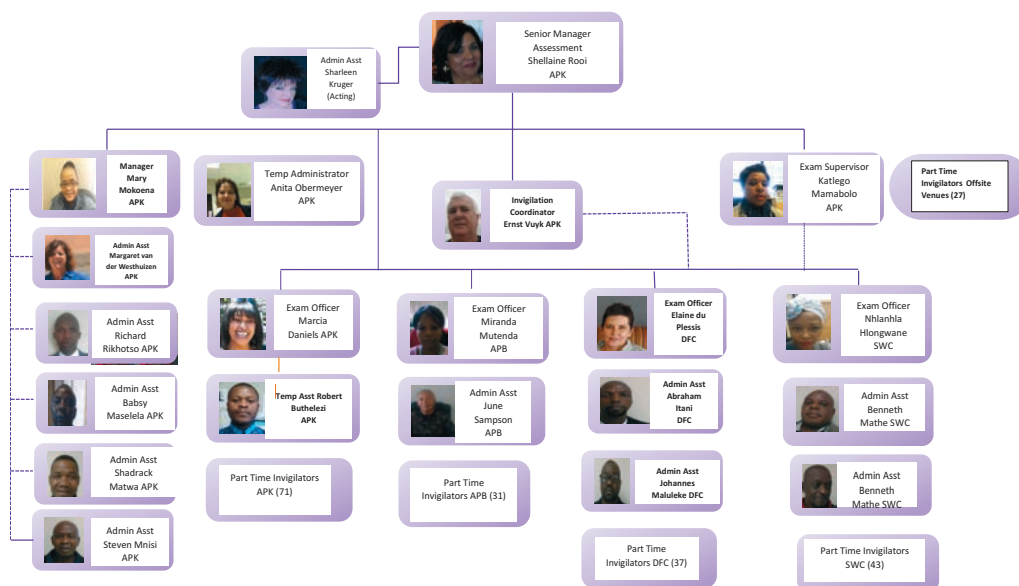 Senior Manager
Assessment
Shellaine Rooi
APK
Admin Asst
Sharleen
Kruger
(Acting)
Manager
Mary
Mokoena
APK
Temp Administrator
Anita Obermeyer
APK
Invigilation
Coordinator
Ernst Vuyk APK
Exam Supervisor
Katlego
Mamabolo
APK
Part Time
Invigilators Offsite
Venues (27)
Admin Asst
Margaret van
der Westhuizen
APK
Admin Asst
Richard
Rikhotso APK
Admin Asst
Babsy
Maselela APK
Admin Asst
Shadrack
Matwa APK
Admin Asst
Steven Mnisi
APK
Exam Officer
Marcia
Daniels APK
Temp Asst Robert
Buthelezi
APK
Part Time Invigilators
APK (71)
Exam Officer
Miranda
Mutenda
APB
Admin Asst
June
Sampson
APB
Part Time
Invigilators APB (31)
Exam Officer
Elaine du
Plessis
DFC
Admin Asst
Abraham
Itani
DFC
Admin Asst
Johannes
Maluleke DFC
Part Time
Invigilators DFC (37)
Exam Officer
Nhlanhla
Hlongwane
SWC
Admin Asst
Benneth
Mathe SWC
Admin Asst
Benneth
Mathe SWC
Part Time Invigilators
SWC (43)